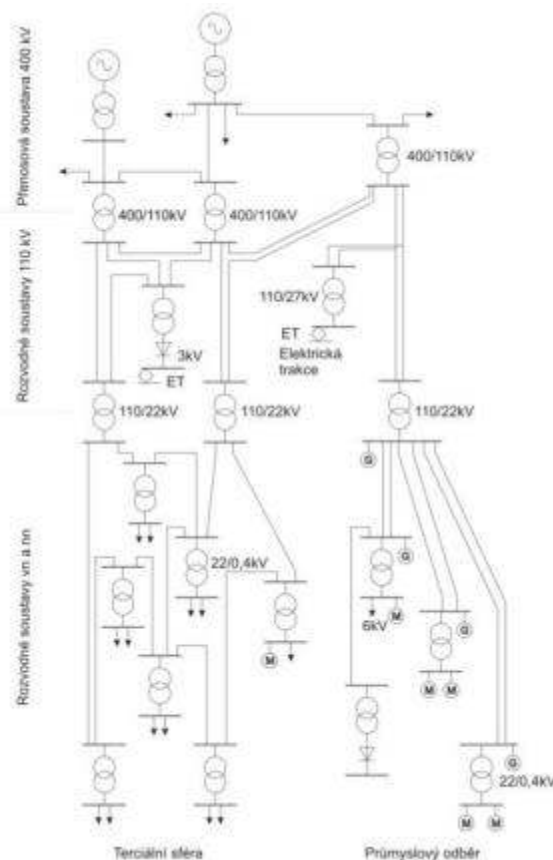 Přenosová soustava 400 kV
400/110kV
400/110kV
400/110kV
Rozvodné soustavy 110 kV
110/27kV
3kV
ET
ET
Elektrická
trakce
110/22kV
110/22kV
110/22kV
Rozvodné soustavy vn a nn
G
22/0,4kV
G
M
6kV
M
G
M
M
G
22/0,4kV
M
M
Terciální sféra
Průmyslový odběr